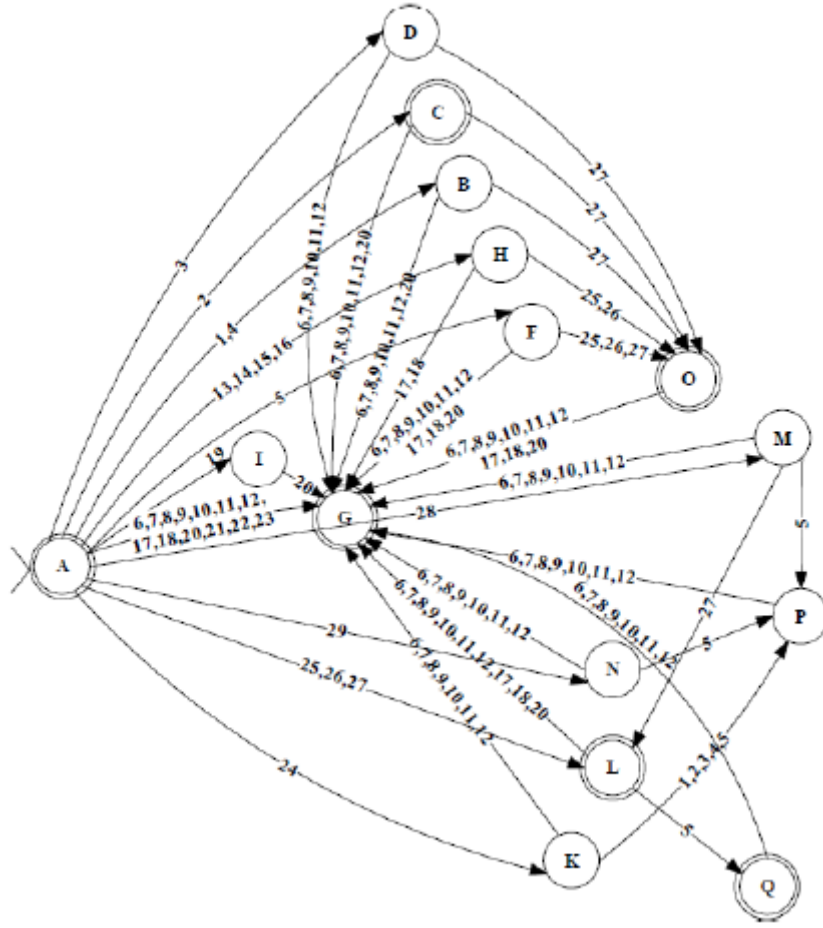 D
C
B
H
F
I
G
A
O
M
N
P
L
K
Q
3
2
1,4
13,14,15,16
5
19
6,7,8,9,10,11,12,
17,18,20,21,22,23
28
29
25,26,27
24
6,7,8,9,10,11,12
6,7,8,9,10,11,12,20
6,7,8,9,10,11,12,20
17,18
6,7,8,9,10,11,12
17,18,20
20
27
27
27
25,26
25,26,27
6,7,8,9,10,11,12
17,18,20
6,7,8,9,10,11,12
5
27
6,7,8,9,10,11,12
6,7,8,9,10,11,12
6,7,8,9,10,11,12
5
6,7,8,9,10,11,12,17,18,20
6,7,8,9,10,11,12
1,2,3,4,5
5